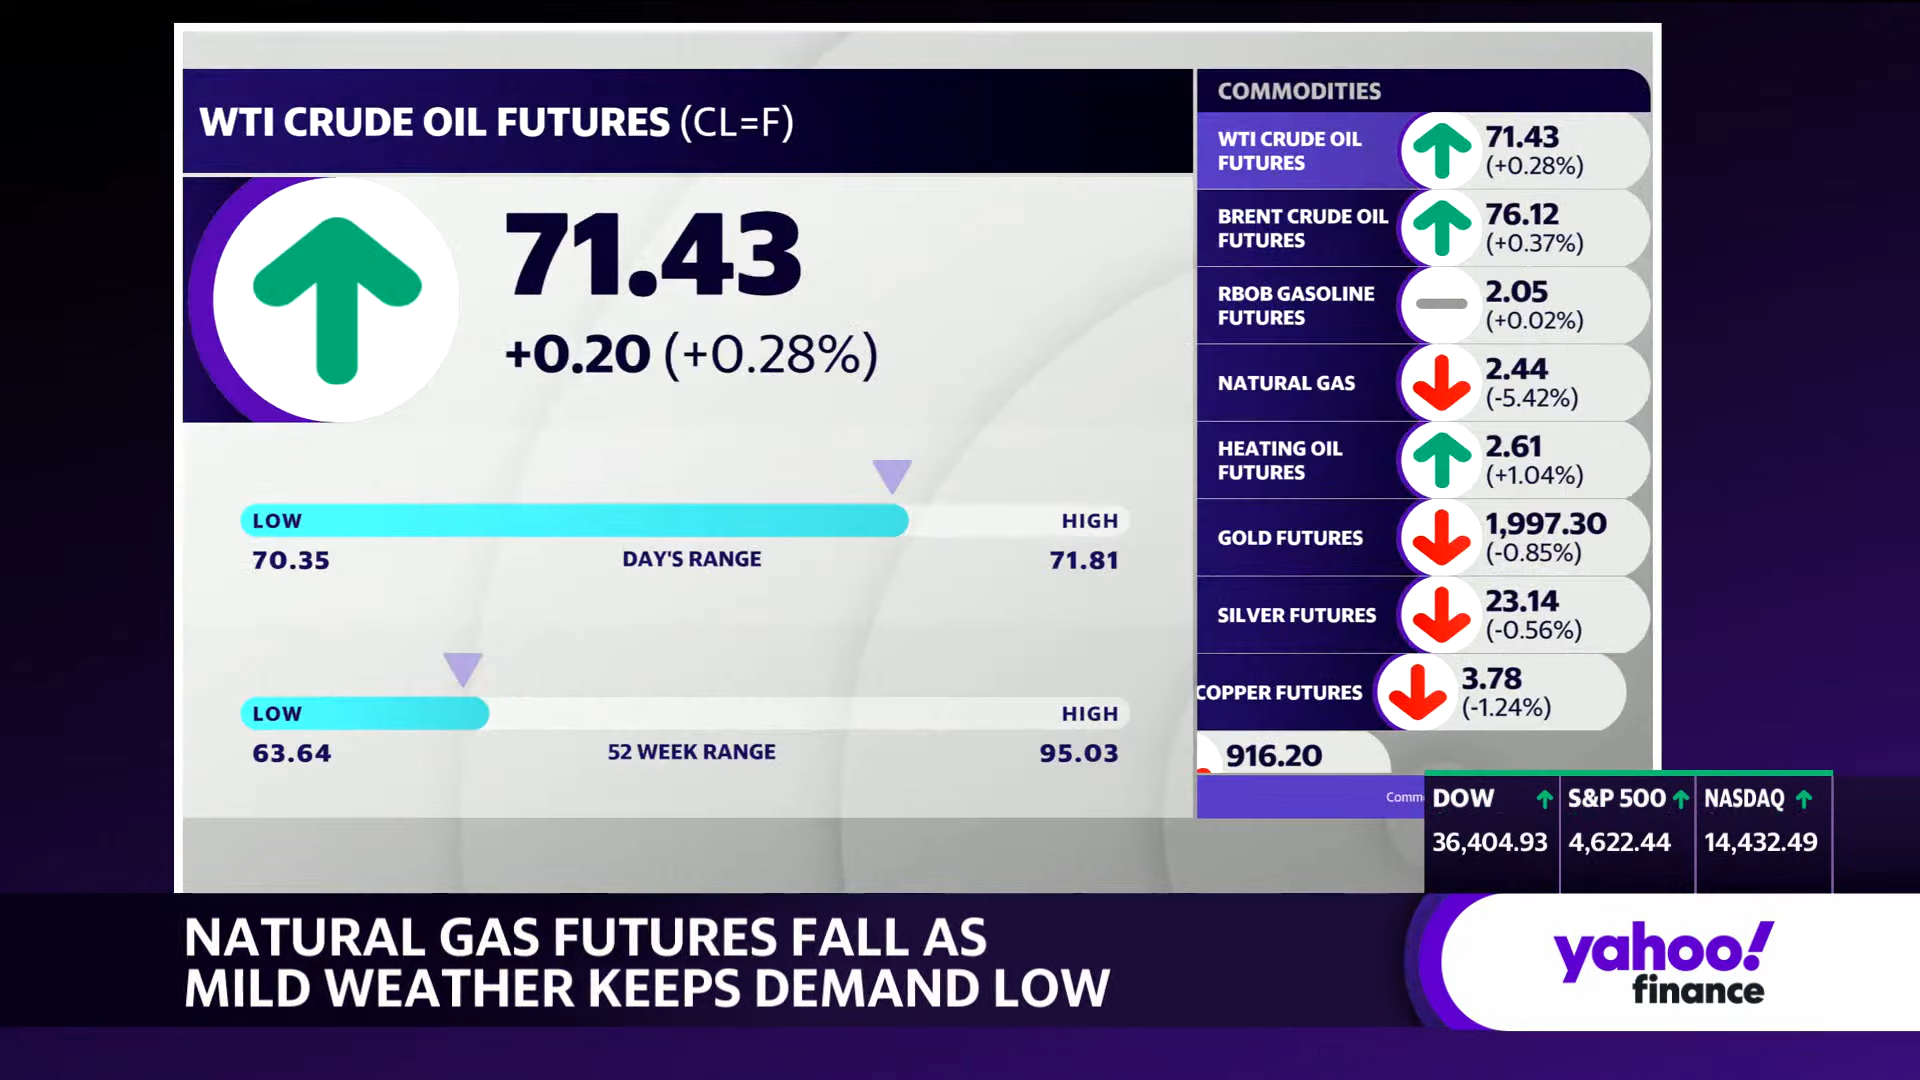 WTI CRUDE OIL FUTURES (CL=F)
71.43
+0.20 (+0.28%)
LOW
HIGH
70.35
DAY'S RANGE
71.81
LOW
HIGH
63.64
52 WEEK RANGE
95.03
COMMODITIES
WTI CRUDE OIL
FUTURES
71.43
(+0.28%)
BRENT CRUDE OIL
FUTURES
76.12
(+0.37%)
RBOB GASOLINE
FUTURES
2.05
(+0.02%)
NATURAL GAS
2.44
(-5.42%)
HEATING OIL
FUTURES
2.61
(+1.04%)
GOLD FUTURES
1,997.30
(-0.85%)
SILVER FUTURES
23.14
(-0.56%)
COPPER FUTURES
3.78
(-1.24%)
916.20
DOW
36,404.93
S&P 500
4,622.44
NASDAQ
14,432.49
NATURAL GAS FUTURES FALL AS
MILD WEATHER KEEPS DEMAND LOW
yahoo!
finance